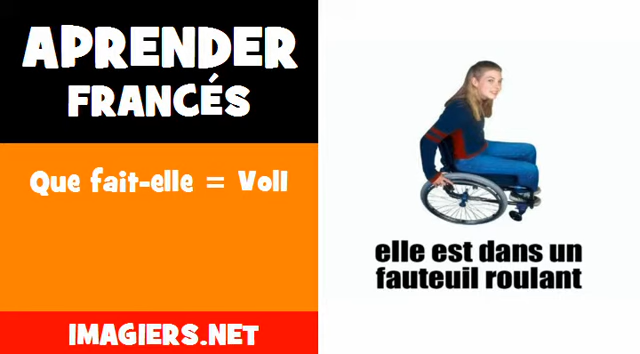 APRENDER
FRANCÉS
Que fait-elle = Voll
IMAGIERS.NET
elle est dans un
fauteuil roulant